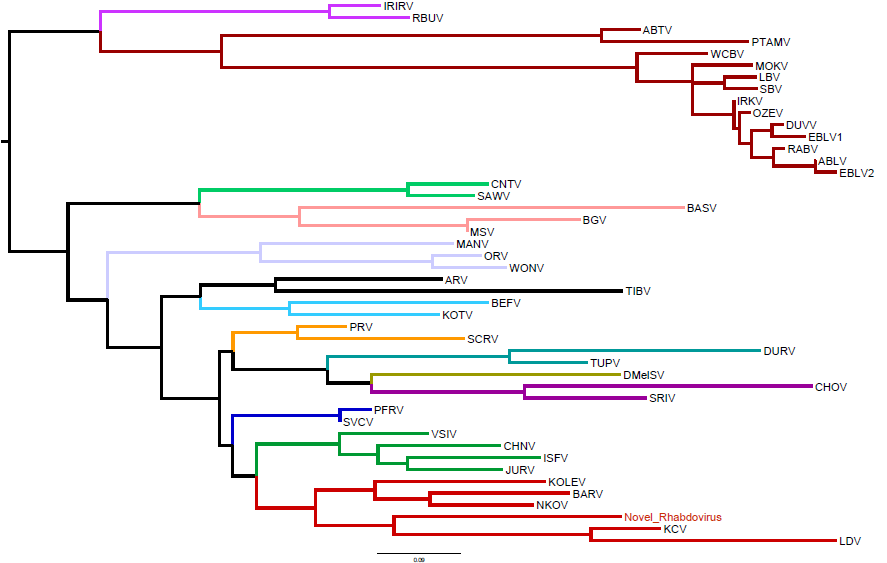 IRIRV
RBUV
ABTV
PTAMV
WCBV
MOKV
LBV
SBV
IRKV
OZEV
DUVV
EBLV1
RABV
ABLV
EBLV2
CNTV
SAWV
BASV
BGV
MSV
MANV
ORV
WONV
ARV
TIBV
BEFV
KOTV
PRV
SCRV
DURV
TUPV
DMelSV
CHOV
SRIV
PFRV
SVCV
VSIV
CHNV
ISFV
JURV
KOLEV
BARV
NKOV
Novel_Rhabdovirus
KCV
LDV
0.09